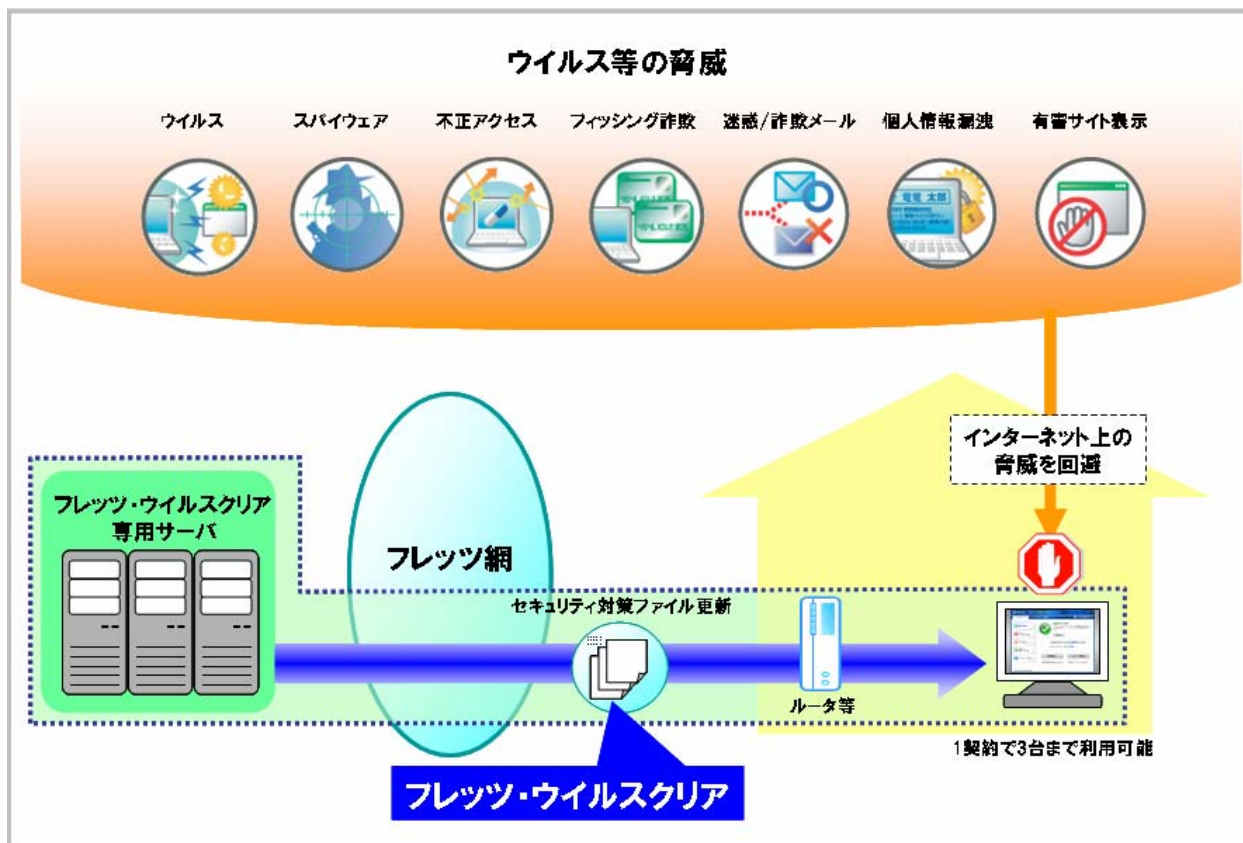 ウイルス等の脅威
ウイルス
スパイウェア
不正アクセス
フィッシング詐欺
迷惑/詐欺メール
個人情報漏洩
有害サイト表示
電電 太郎
インターネット上の
脅威を回避
フレッツ・ウイルスクリア
専用サーバ
フレッツ網
セキュリティ対策ファイル更新
ルータ等
1契約で3台まで利用可能
フレッツ・ウイルスクリア